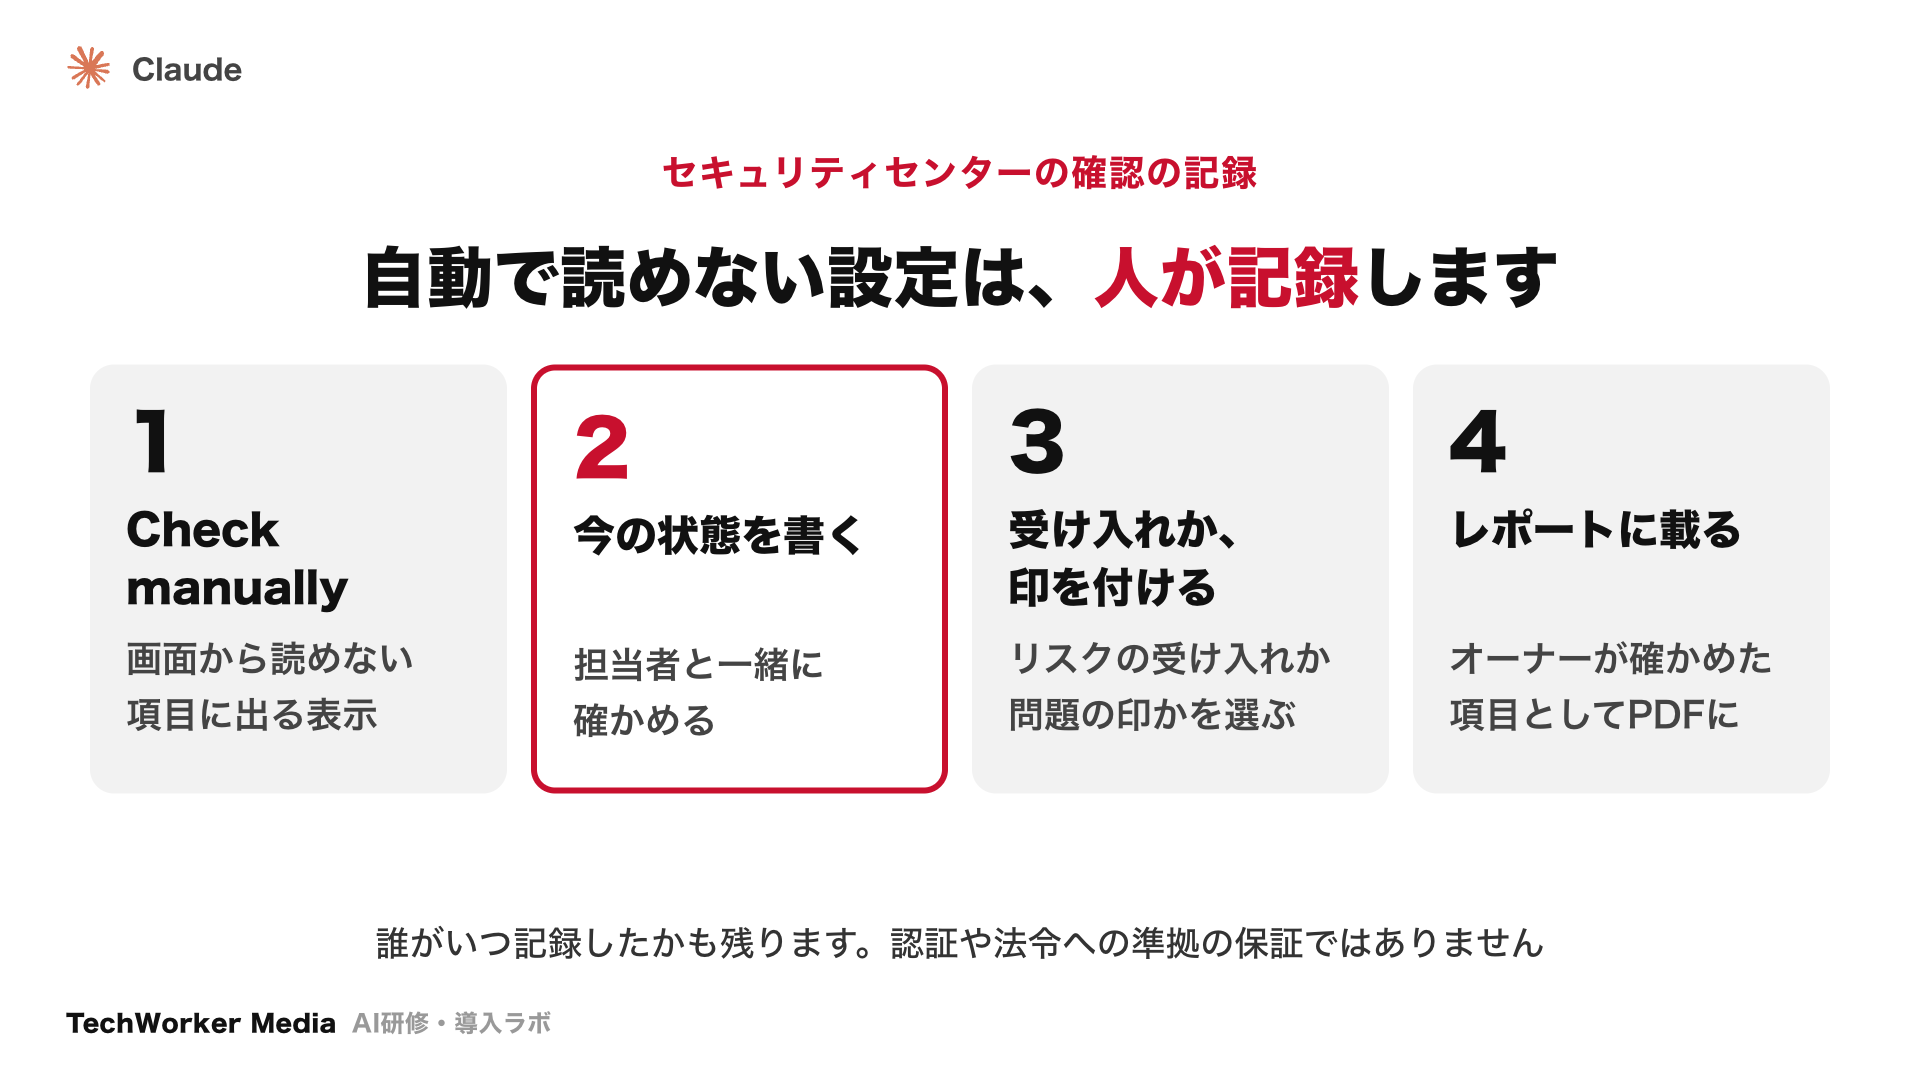 Claude
セキュリティセンターの確認の記録
自動で読めない設定は、人が記録します
1
Check
manually
画面から読めない
項目に出る表示
2
今の状態を書く
担当者と一緒に
確かめる
3
受け入れか、
印を付ける
リスクの受け入れか
問題の印かを選ぶ
4
レポートに載る
オーナーが確かめた
項目としてPDFに
誰がいつ記録したかも残ります。認証や法令への準拠の保証ではありません
TechWorker Media AI研修・導入ラボ